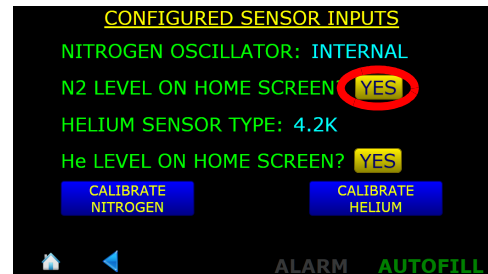 CONFIGURED SENSOR INPUTS
NITROGEN OSCILLATOR: INTERNAL
N2 LEVEL ON HOME SCREEN? YES
HELIUM SENSOR TYPE: 4.2K
He LEVEL ON HOME SCREEN? YES
CALIBRATE
NITROGEN
CALIBRATE
HELIUM
ALARM AUTOFILL